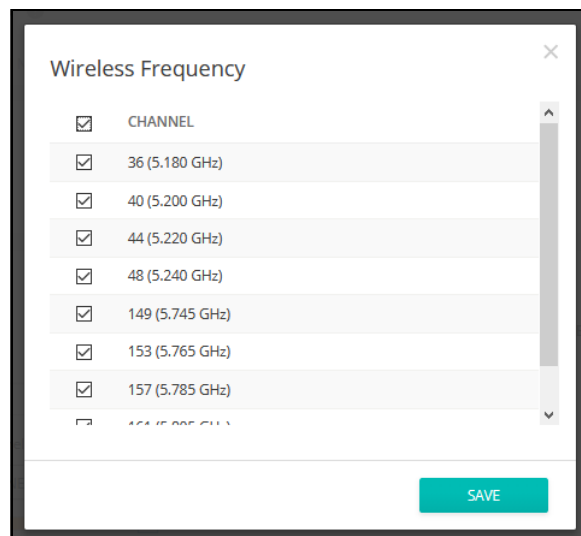 Wireless Frequency
CHANNEL
36 (5.180 GHz)
40 (5.200 GHz)
44 (5.220 GHz)
48 (5.240 GHz)
149 (5.745 GHz)
153 (5.765 GHz)
157 (5.785 GHz)
SAVE